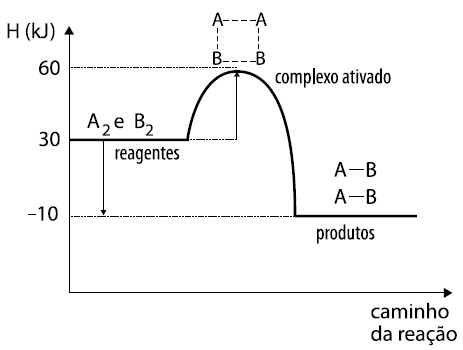 H (kJ)
A A
B B
60
complexo ativado
A2 e B2
30
reagentes
A—B
A—B
–10
produtos
caminho
da reação